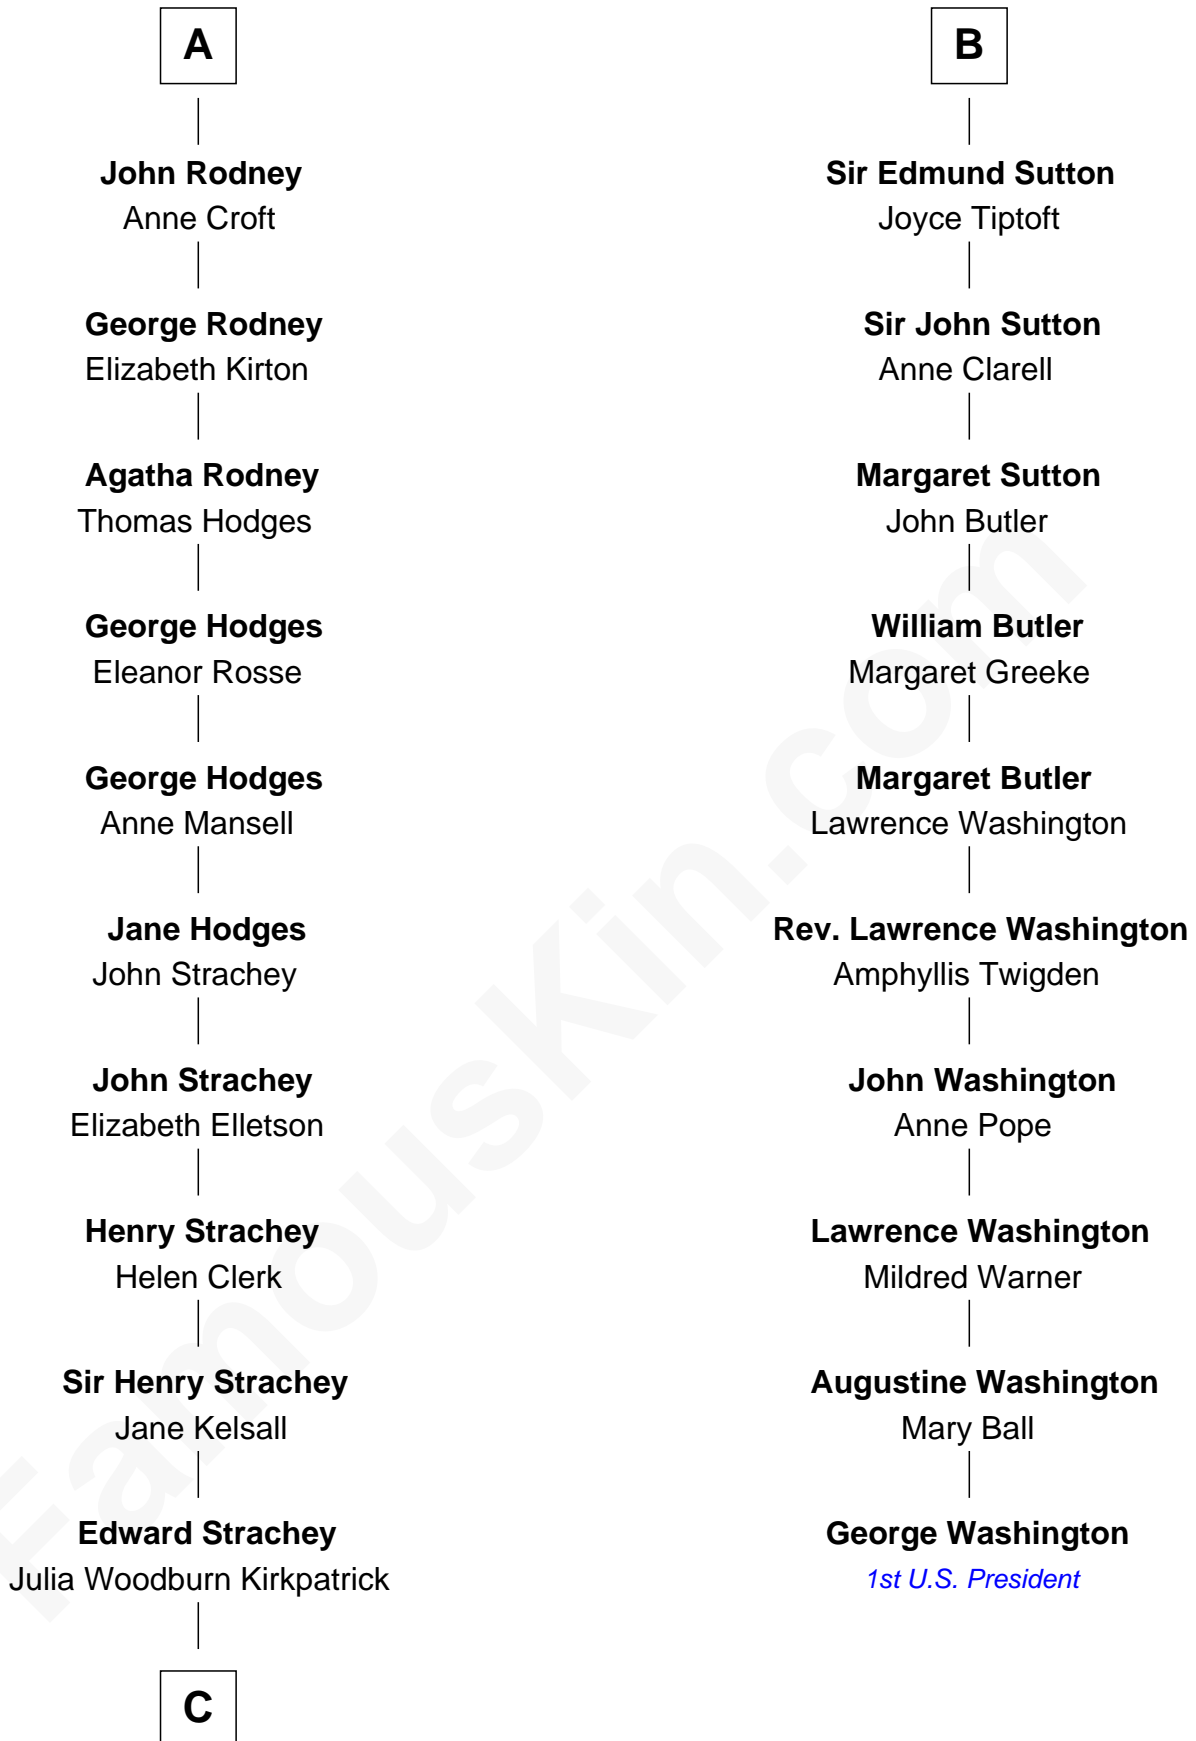 A
John Rodney
Anne Croft
George Rodney
Elizabeth Kirton
Agatha Rodney
Thomas Hodges
George Hodges
Eleanor Rosse
George Hodges
Anne Mansell
Jane Hodges
John Strachey
John Strachey
Elizabeth Elletson
Henry Strachey
Helen Clerk
Sir Henry Strachey
Jane Kelsall
Edward Strachey
Julia Woodburn Kirkpatrick
C
B
Sir Edmund Sutton
Joyce Tiptoft
Sir John Sutton
Anne Clarell
Margaret Sutton
John Butler
William Butler
Margaret Greeke
Margaret Butler
Lawrence Washington
Rev. Lawrence Washington
Amphyllis Twigden
John Washington
Anne Pope
Lawrence Washington
Mildred Warner
Augustine Washington
Mary Ball
George Washington
1st U.S. President
FamousKin.com